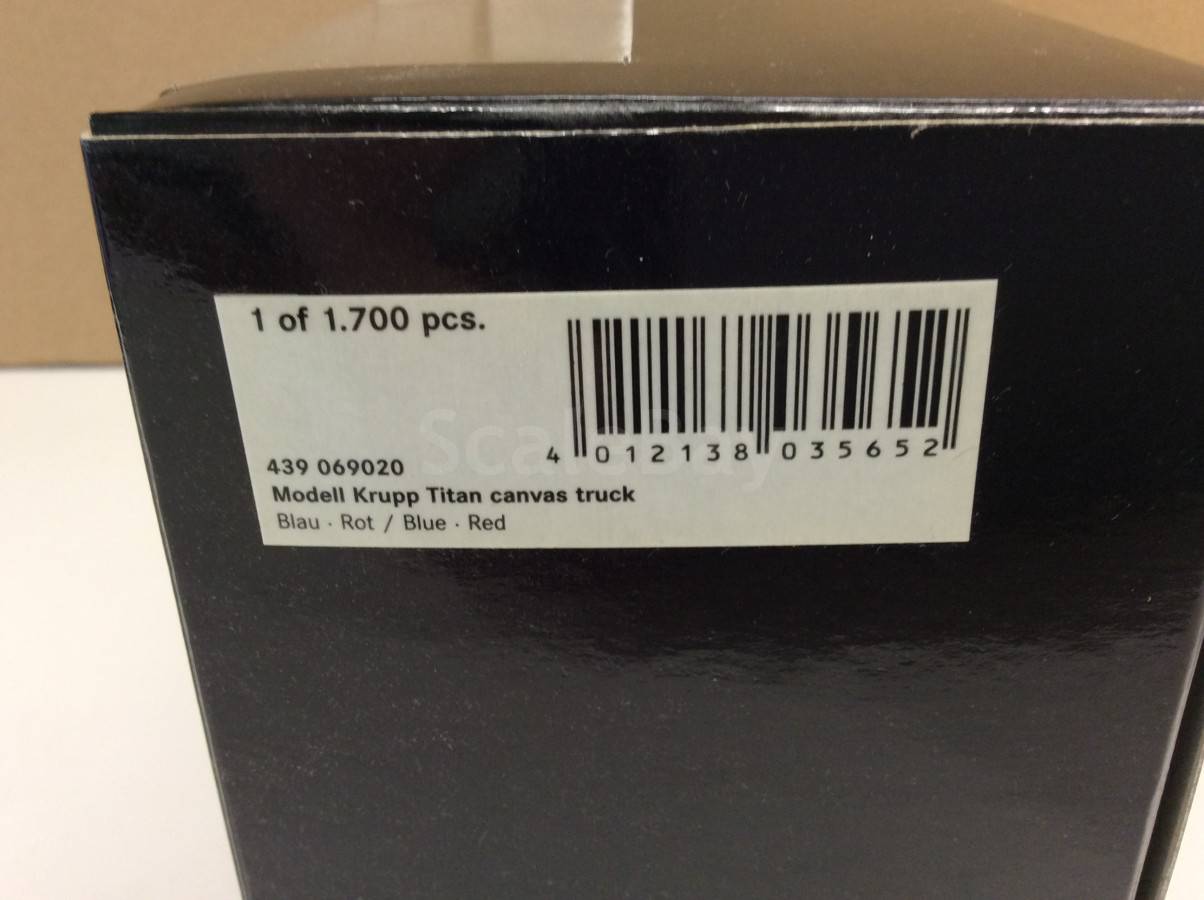 1 of 1.700 pcs.
4 012138 035652
ScaleBay
439 069020
Modell Krupp Titan canvas truck
Blau · Rot / Blue · Red